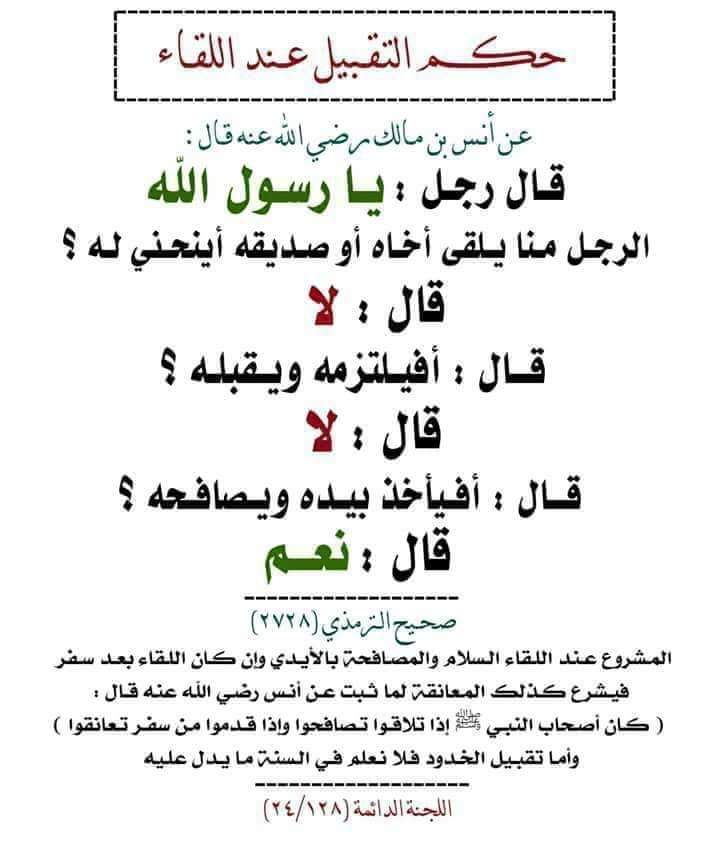 حكم التقبيل عند اللقاء
عن أنس بن مالك رضي الله عنه قال :
قال رجل : يا رسول الله
الرجل منا يلقى أخاه أو صديقه أينحني له ؟
قال : لا
قال : أفيلتزمه ويقبله ؟
قال : لا
قال : أفيأخذ بيده ويصافحه ؟
قال : نعم
صحيح الترمذي (٢٧٢٨)
المشروع عند اللقاء السلام والمصافحة بالأيدي وإن كان اللقاء بعد سفر
فيشرع كذلك المعانقة لما ثبت عن أنس رضي الله عنه قال :
( كان أصحاب النبي ﷺ إذا تلاقوا تصافحوا وإذا قدموا من سفر تعانقوا )
وأما تقبيل الخدود فلا نعلم في السنة ما يدل عليه
اللجنة الدائمة (٢٤/١٢٨)